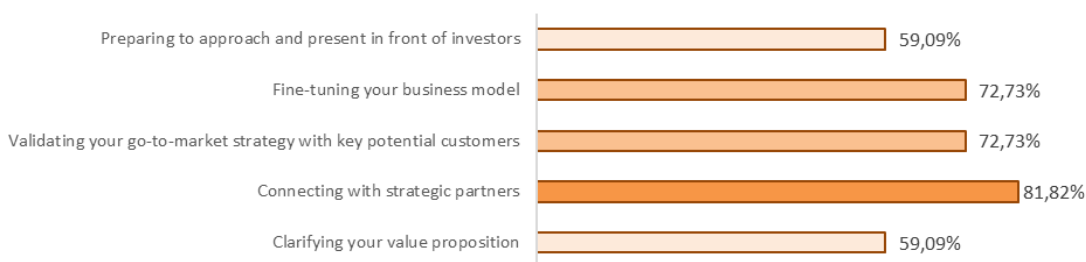 Preparing to approach and present in front of investors 59,09%
Fine-tuning your business model 72,73%
Validating your go-to-market strategy with key potential customers 72,73%
Connecting with strategic partners 81,82%
Clarifying your value proposition 59,09%